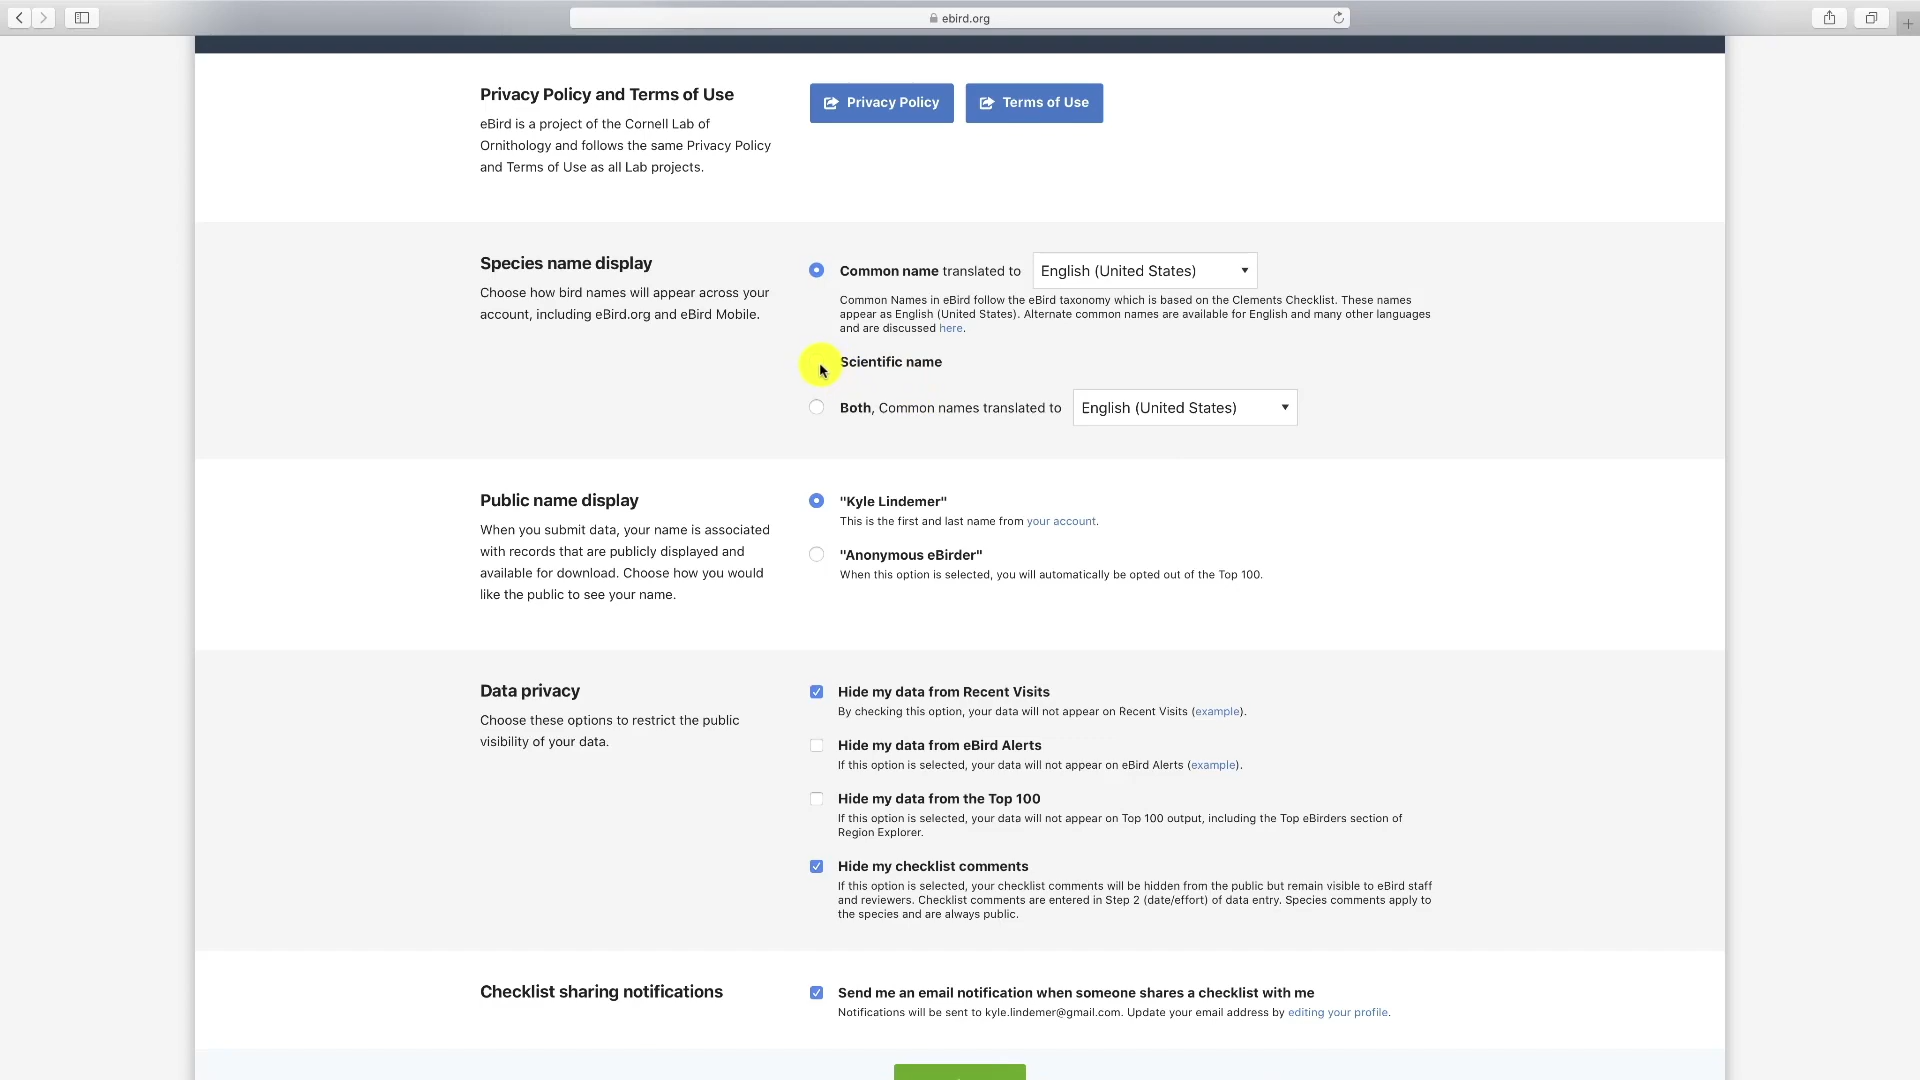 ebird.org
Privacy Policy and Terms of Use
eBird is a project of the Cornell Lab of
Ornithology and follows the same Privacy Policy
and Terms of Use as all Lab projects.
Privacy Policy
Terms of Use
Species name display
Choose how bird names will appear across your
account, including eBird.org and eBird Mobile.
Common name translated to English (United States)
Common Names in eBird follow the eBird taxonomy which is based on the Clements Checklist. These names
appear as English (United States). Alternate common names are available for English and many other languages
and are discussed here.
Scientific name
Both, Common names translated to English (United States)
Public name display
When you submit data, your name is associated
with records that are publicly displayed and
available for download. Choose how you would
like the public to see your name.
"Kyle Lindemer"
This is the first and last name from your account.
"Anonymous eBirder"
When this option is selected, you will automatically be opted out of the Top 100.
Data privacy
Choose these options to restrict the public
visibility of your data.
Hide my data from Recent Visits
By checking this option, your data will not appear on Recent Visits (example).
Hide my data from eBird Alerts
If this option is selected, your data will not appear on eBird Alerts (example).
Hide my data from the Top 100
If this option is selected, your data will not appear on Top 100 output, including the Top eBirders section of
Region Explorer.
Hide my checklist comments
If this option is selected, your checklist comments will be hidden from the public but remain visible to eBird staff
and reviewers. Checklist comments are entered in Step 2 (date/effort) of data entry. Species comments apply to
the species and are always public.
Checklist sharing notifications
Send me an email notification when someone shares a checklist with me
Notifications will be sent to kyle.lindemer@gmail.com. Update your email address by editing your profile.